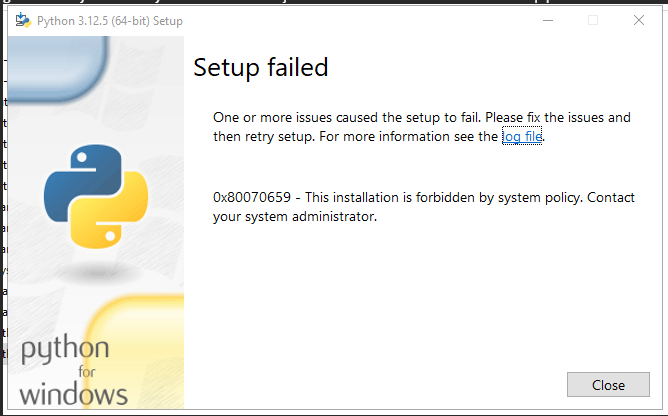 Python 3.12.5 (64-bit) Setup
Setup failed
One or more issues caused the setup to fail. Please fix the issues and
then retry setup. For more information see the log file.
0x80070659 - This installation is forbidden by system policy. Contact
your system administrator.
python
for
windows
Close